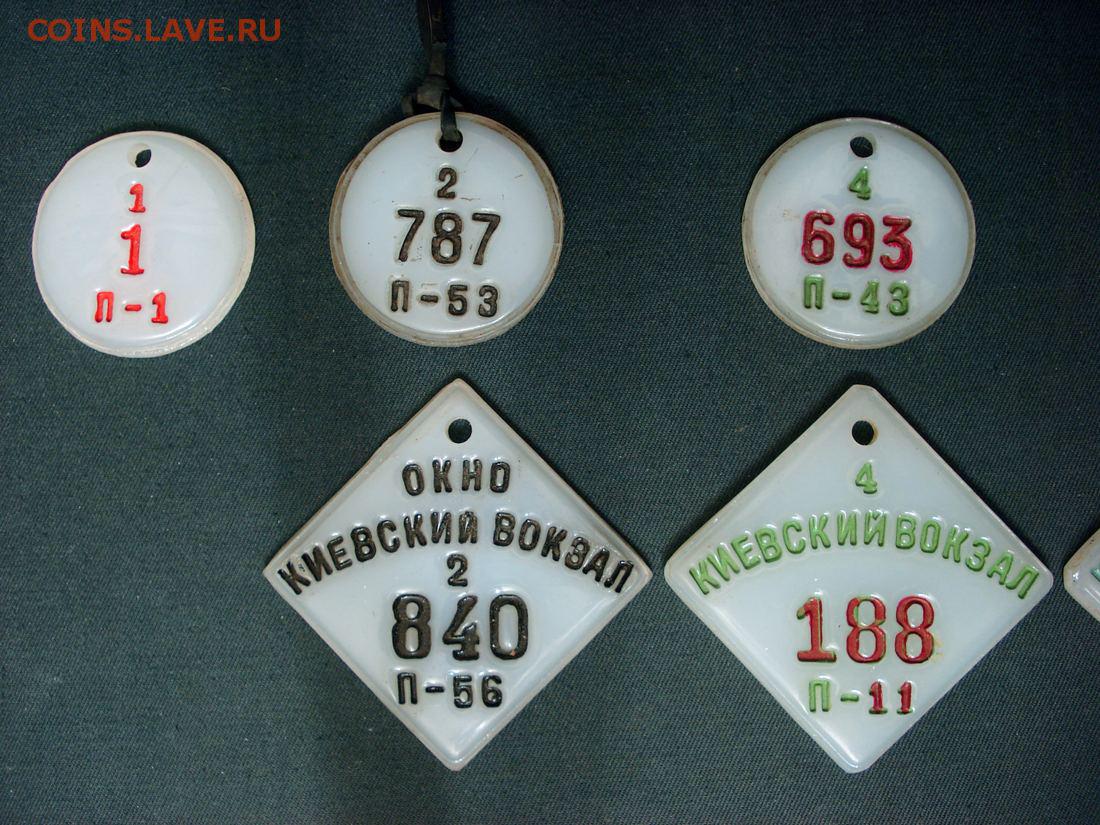 COINS.LAVE.RU
1
1
П-1
2
787
П-53
4
693
П-43
ОКНО
КИЕВСКИЙ ВОКЗАЛ
2
840
П-56
4
КИЕВСКИЙ ВОКЗАЛ
188
П-11